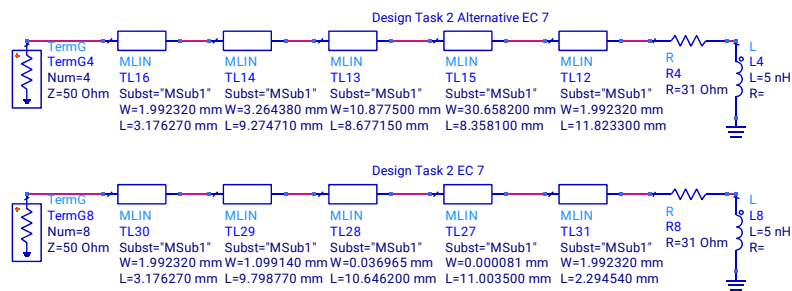 Design Task 2 Alternative EC 7
TermG
TermG4
Num=4
Z=50 Ohm
MLIN
TL16
Subst="MSub1"
W=1.992320 mm
L=3.176270 mm
MLIN
TL14
Subst="MSub1"
W=3.264380 mm
L=9.274710 mm
MLIN
TL13
Subst="MSub1"
W=10.877500 mm
L=8.677150 mm
MLIN
TL15
Subst="MSub1"
W=30.658200 mm
L=8.358100 mm
MLIN
TL12
Subst="MSub1"
W=1.992320 mm
L=11.823300 mm
R
R4
R=31 Ohm
L
L4
L=5 nH
R=
Design Task 2 EC 7
TermG
TermG8
Num=8
Z=50 Ohm
MLIN
TL30
Subst="MSub1"
W=1.992320 mm
L=3.176270 mm
MLIN
TL29
Subst="MSub1"
W=1.099140 mm
L=9.798770 mm
MLIN
TL28
Subst="MSub1"
W=0.036965 mm
L=10.646200 mm
MLIN
TL27
Subst="MSub1"
W=0.000081 mm
L=11.003500 mm
MLIN
TL31
Subst="MSub1"
W=1.992320 mm
L=2.294540 mm
R
R8
R=31 Ohm
L
L8
L=5 nH
R=